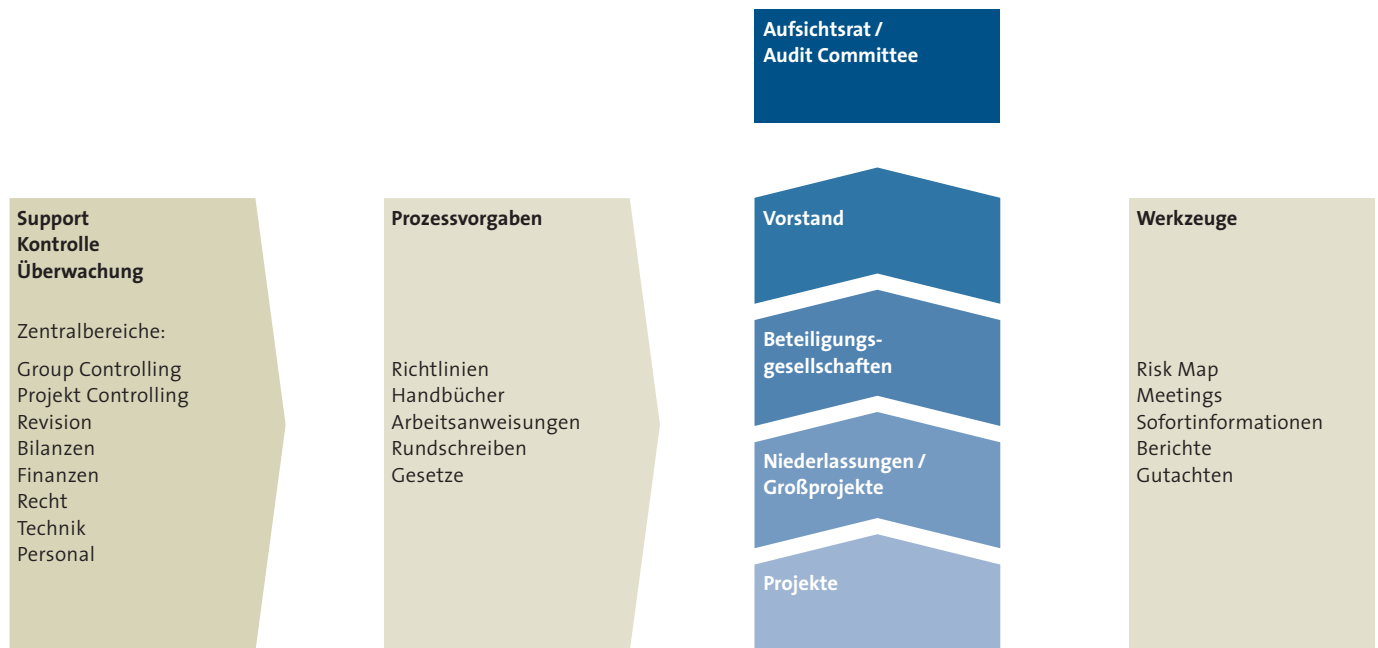 Aufsichtsrat /
Audit Committee
Support
Kontrolle
Überwachung
Zentralbereiche:
Group Controlling
Projekt Controlling
Revision
Bilanzen
Finanzen
Recht
Technik
Personal
Prozessvorgaben
Richtlinien
Handbücher
Arbeitsanweisungen
Rundschreiben
Gesetze
Vorstand
Beteiligungs-
gesellschaften
Niederlassungen /
Großprojekte
Projekte
Werkzeuge
Risk Map
Meetings
Sofortinformationen
Berichte
Gutachten